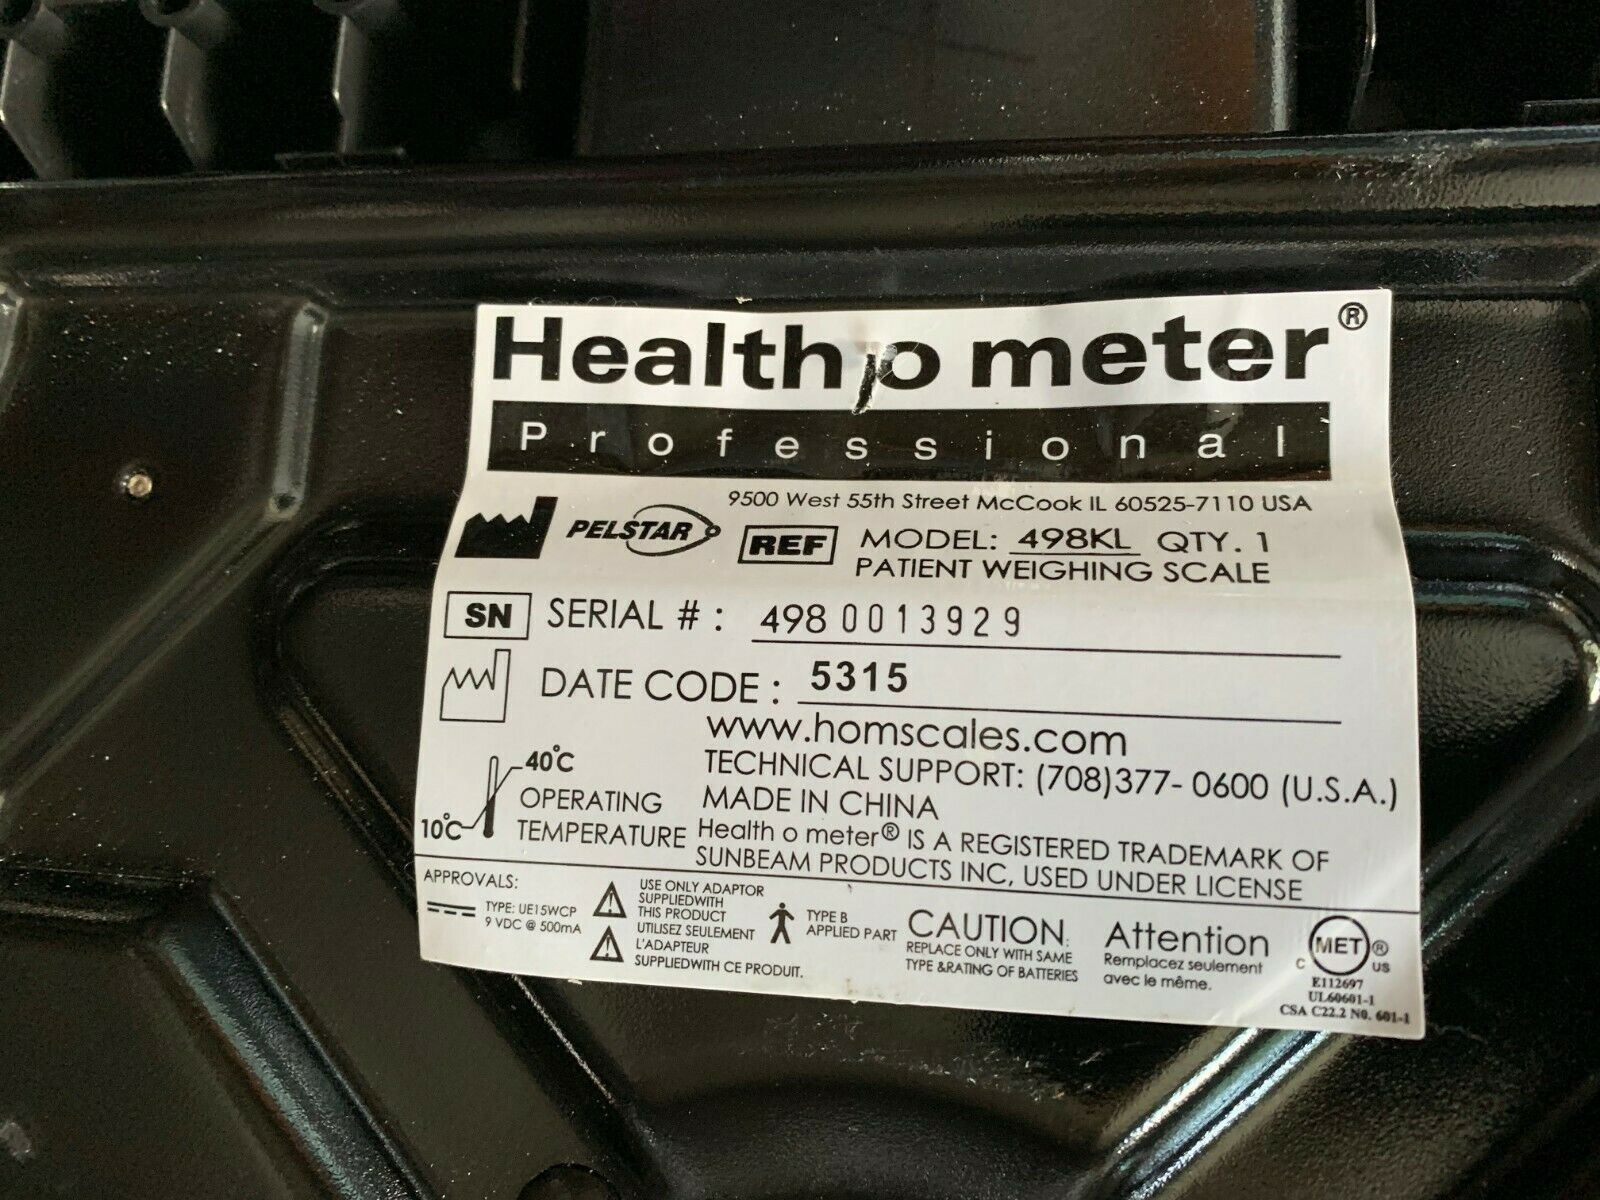 Health o meter®
Professional
9500 West 55th Street McCook IL 60525-7110 USA
PELSTAR REF MODEL: 498KL QTY. 1
PATIENT WEIGHING SCALE
SN SERIAL # : 498 0013929
DATE CODE : 5315
www.homscales.com
40°C
10°C
OPERATING
TEMPERATURE
TECHNICAL SUPPORT: (708)377-0600 (U.S.A.)
MADE IN CHINA
Health o meter® IS A REGISTERED TRADEMARK OF
SUNBEAM PRODUCTS INC, USED UNDER LICENSE
APPROVALS:
TYPE: UE15WCP
9 VDC @ 500mA
USE ONLY ADAPTOR
SUPPLIEDWITH
THIS PRODUCT
UTILISEZ SEULEMENT
L'ADAPTEUR
SUPPLIEDWITH CE PRODUIT.
TYPE B
APPLIED PART
CAUTION:
REPLACE ONLY WITH SAME
TYPE &RATING OF BATTERIES
Attention
Remplacez seulement
avec le même.
C MET® US
E112697
UL60601-1
CSA C22.2 N0. 601-1